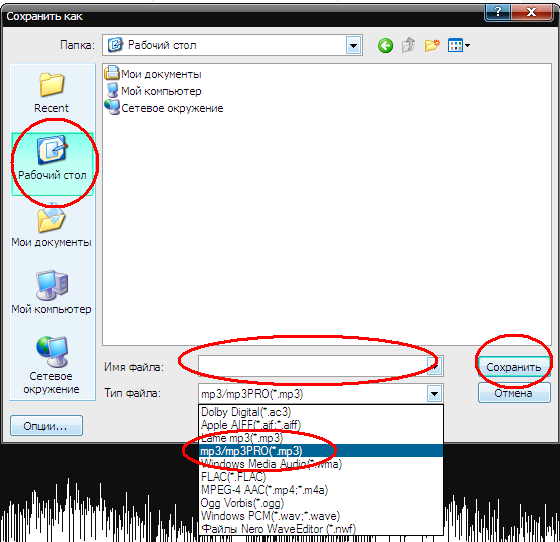 Сохранить как
?
Папка:
Рабочий стол
Recent
Рабочий стол
Мои документы
Мой компьютер
Сетевое
окружение
Мои документы
Мой компьютер
Сетевое окружение
Имя файла:
Сохранить
Тип файла:
mp3/mp3PRO(*.mp3)
Отмена
Опции...
Dolby Digital(*.ac3)
Apple AIFF(*.aif;*.aiff)
Lame mp3(*.mp3)
mp3/mp3PRO(*.mp3)
Windows Media Audio(*.wma)
FLAC(*.FLAC)
MPEG-4 AAC(*.mp4;*.m4a)
Ogg Vorbis(*.ogg)
Windows PCM(*.wav;*.wave)
Файлы Nero WaveEditor (*.nwf)